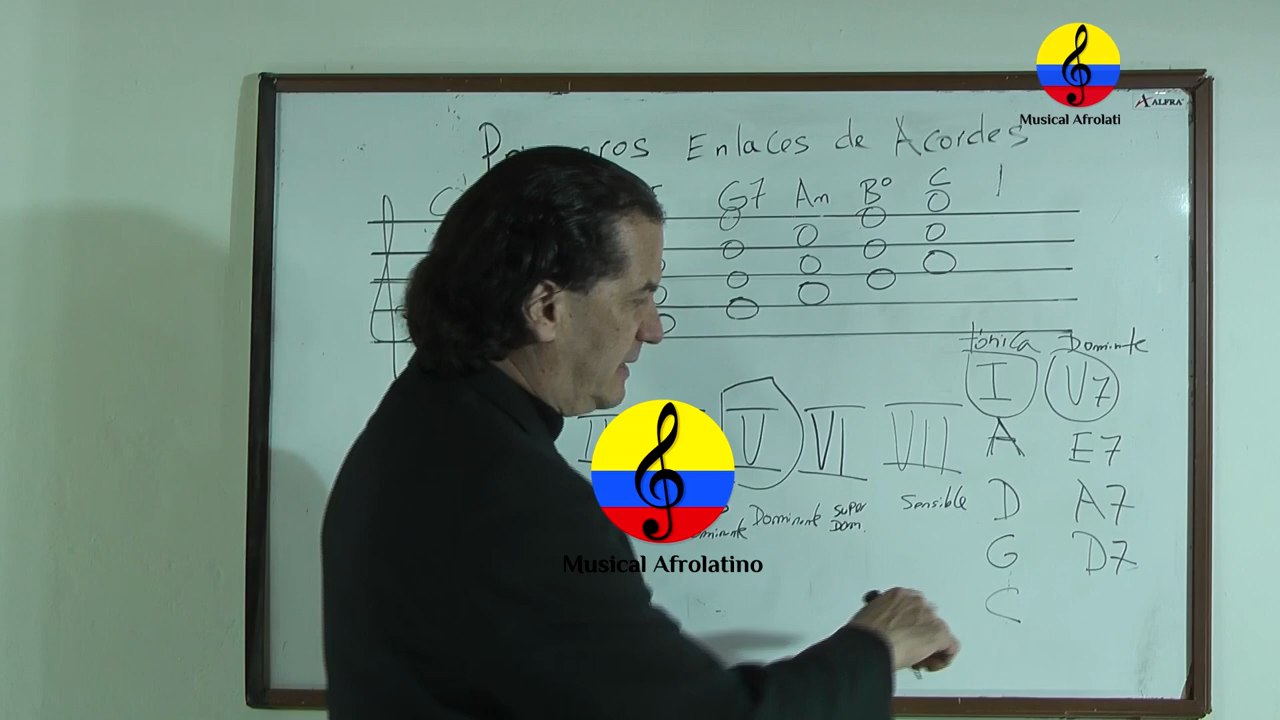 Musical Afrolati
ALFRA
Enlaces de Acordes
G7 Am B° C
Tónica Dominte
I V7
V VI VII
A E7
Sensible D A7
Dominante Super
Dom.
G D7
C
Musical Afrolatino